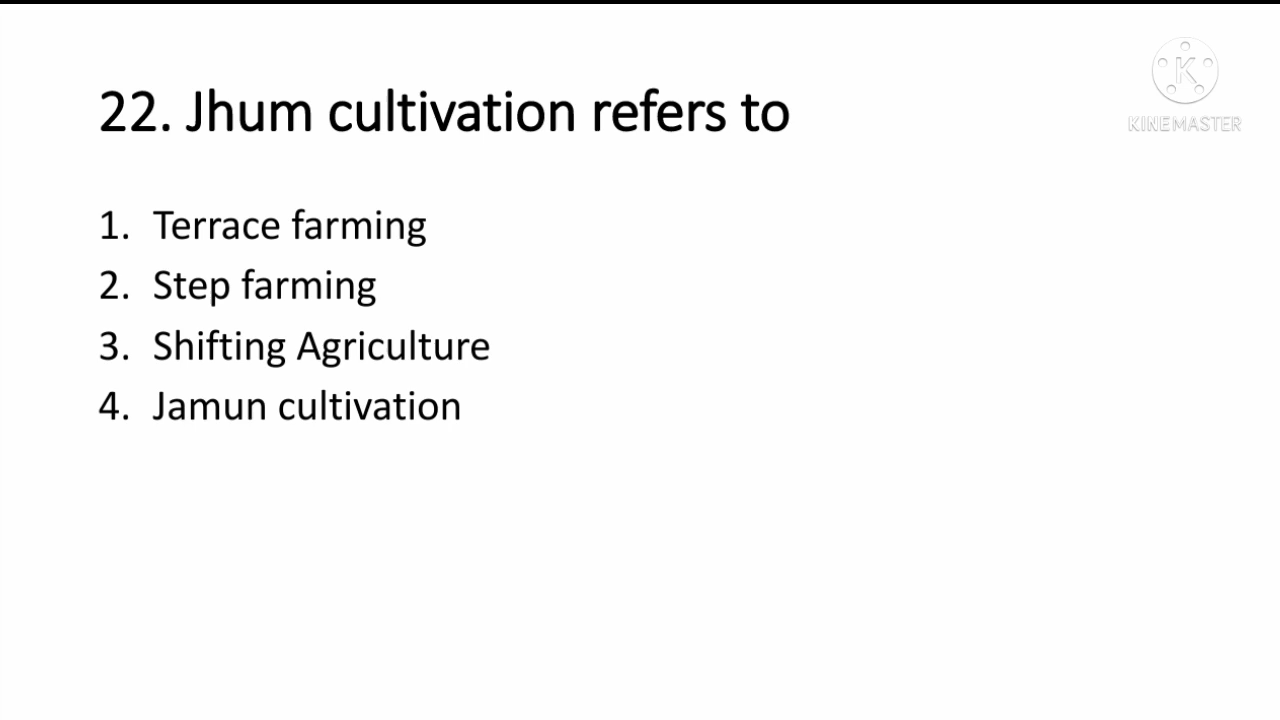 22. Jhum cultivation refers to
KINEMASTER
1. Terrace farming
2. Step farming
3. Shifting Agriculture
4. Jamun cultivation